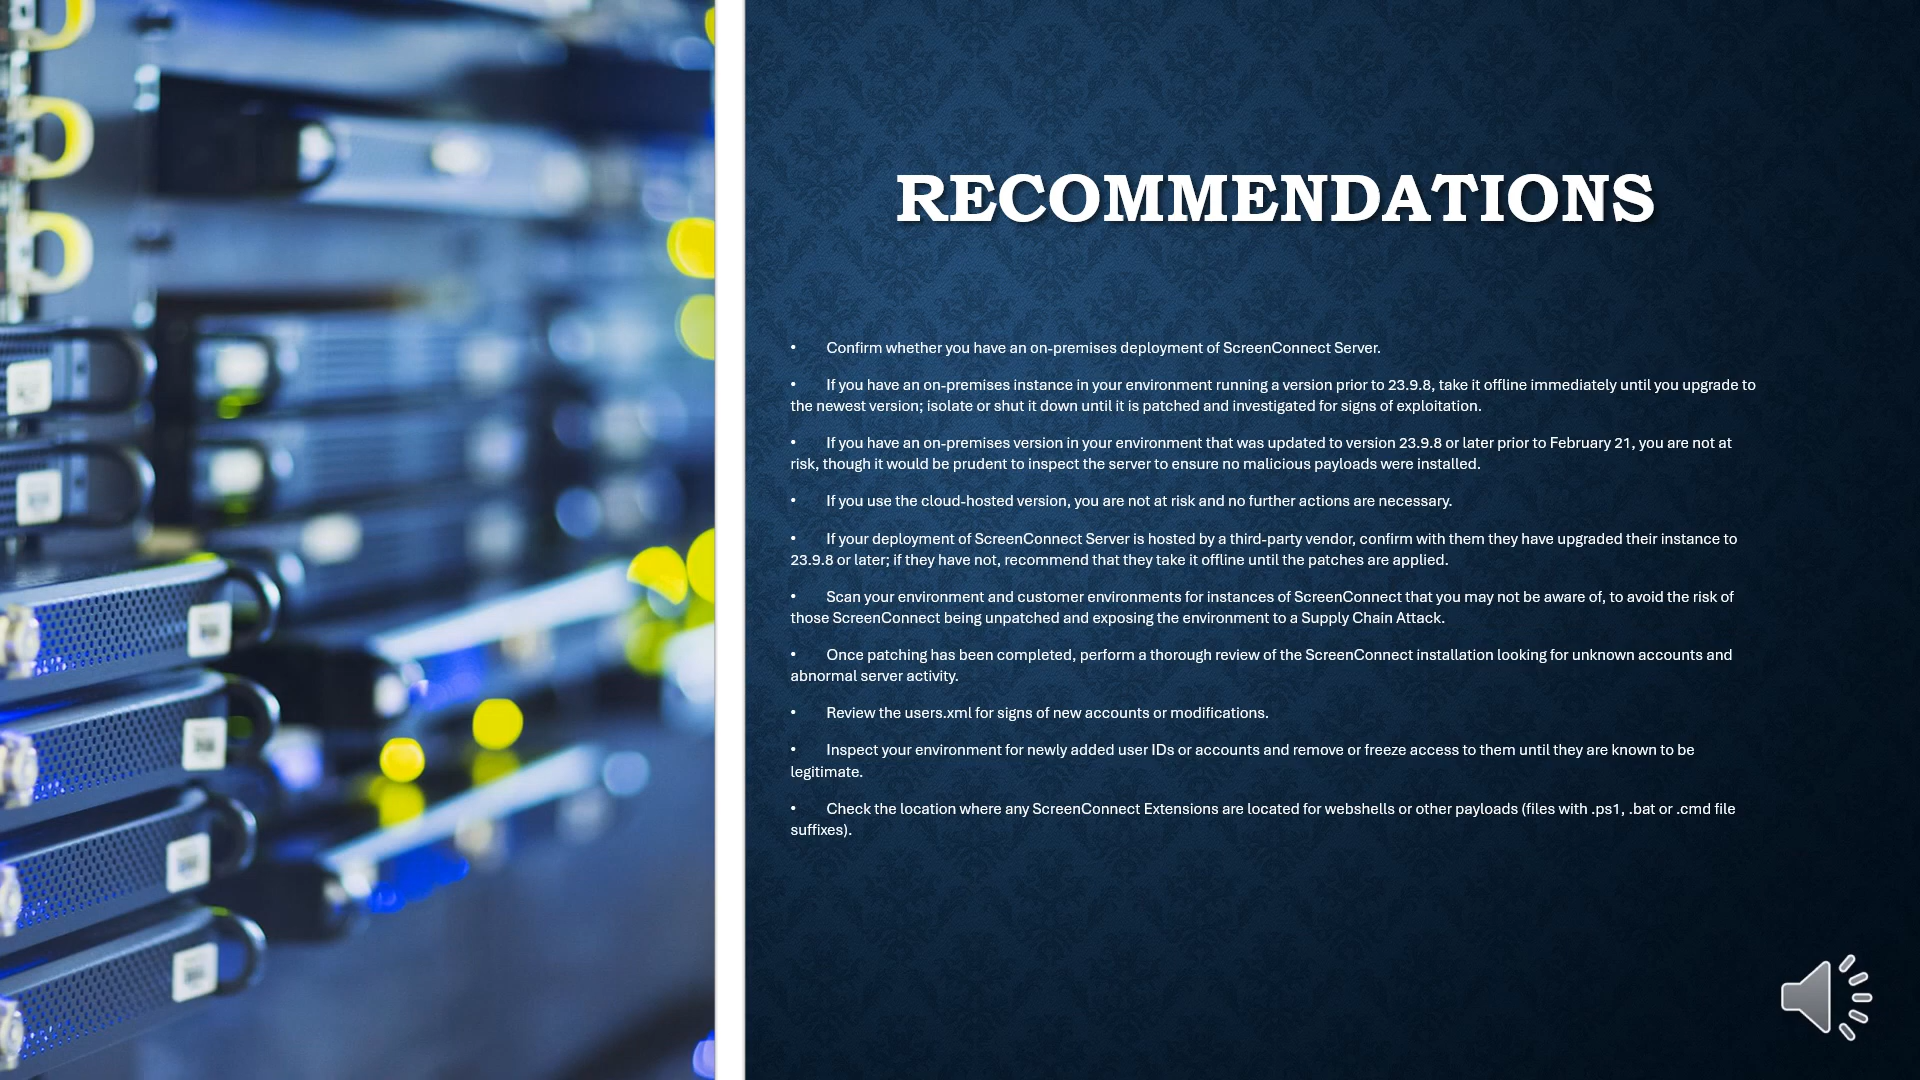 RECOMMENDATIONS
• Confirm whether you have an on-premises deployment of ScreenConnect Server.
• If you have an on-premises instance in your environment running a version prior to 23.9.8, take it offline immediately until you upgrade to
the newest version; isolate or shut it down until it is patched and investigated for signs of exploitation.
• If you have an on-premises version in your environment that was updated to version 23.9.8 or later prior to February 21, you are not at
risk, though it would be prudent to inspect the server to ensure no malicious payloads were installed.
• If you use the cloud-hosted version, you are not at risk and no further actions are necessary.
• If your deployment of ScreenConnect Server is hosted by a third-party vendor, confirm with them they have upgraded their instance to
23.9.8 or later; if they have not, recommend that they take it offline until the patches are applied.
• Scan your environment and customer environments for instances of ScreenConnect that you may not be aware of, to avoid the risk of
those ScreenConnect being unpatched and exposing the environment to a Supply Chain Attack.
• Once patching has been completed, perform a thorough review of the ScreenConnect installation looking for unknown accounts and
abnormal server activity.
• Review the users.xml for signs of new accounts or modifications.
• Inspect your environment for newly added user IDs or accounts and remove or freeze access to them until they are known to be
legitimate.
• Check the location where any ScreenConnect Extensions are located for webshells or other payloads (files with .ps1, .bat or .cmd file
suffixes).